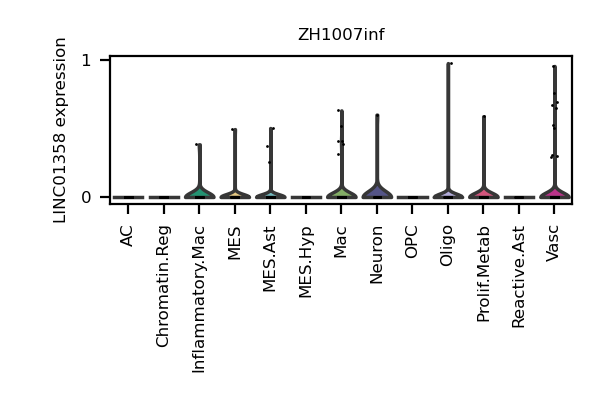 ZH1007inf
LINC01358 expression
1
0
AC
Chromatin.Reg
Inflammatory.Mac
MES
MES.Ast
MES.Hyp
Mac
Neuron
OPC
Oligo
Prolif.Metab
Reactive.Ast
Vasc